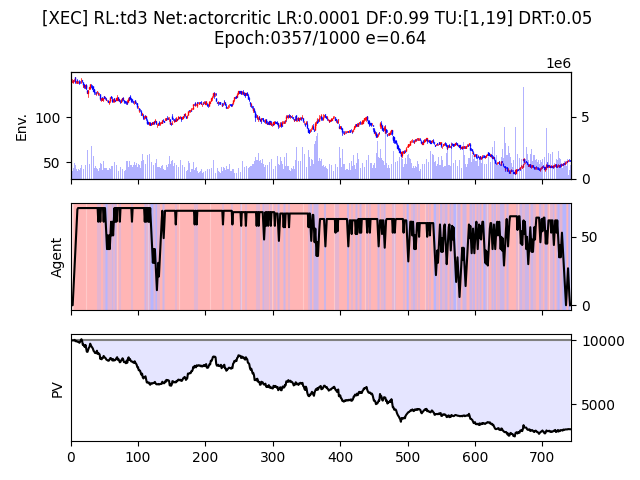 [XEC] RL:td3 Net:actorcritic LR:0.0001 DF:0.99 TU:[1,19] DRT:0.05
Epoch:0357/1000 e=0.64
1e6
Env.
100
50
5
0
Agent
50
0
PV
10000
5000
0 100 200 300 400 500 600 700